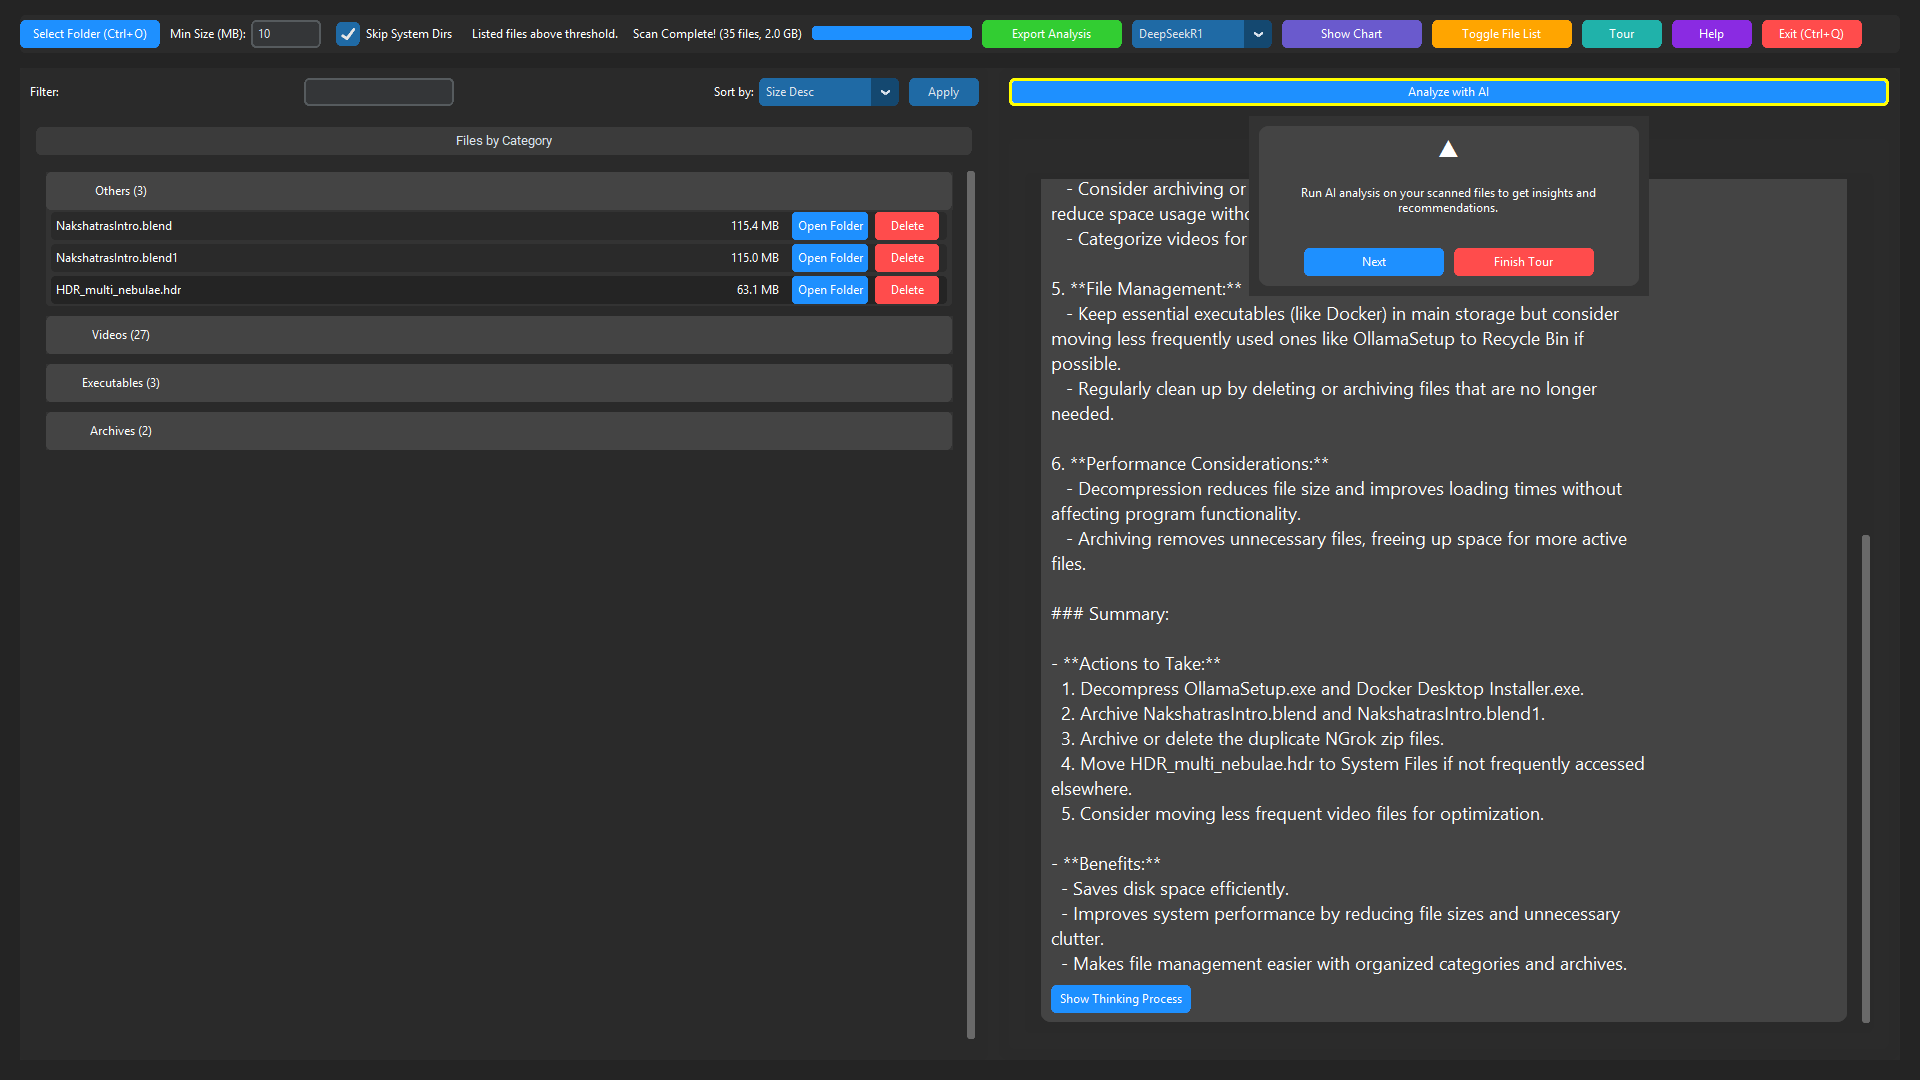 Select Folder (Ctrl+O) Min Size (MB): 10 Skip System Dirs Listed files above threshold. Scan Complete! (35 files, 2.0 GB) Export Analysis DeepSeekR1 Show Chart Toggle File List Tour Help Exit (Ctrl+Q)
Filter: Sort by: Size Desc Apply
Files by Category
Others (3)
NakshatrasIntro.blend 115.4 MB Open Folder Delete
NakshatrasIntro.blend1 115.0 MB Open Folder Delete
HDR_multi_nebulae.hdr 63.1 MB Open Folder Delete
Videos (27)
Executables (3)
Archives (2)
Analyze with AI
Run AI analysis on your scanned files to get insights and
recommendations.
Next Finish Tour
- Consider archiving or
reduce space usage witho
- Categorize videos for
5. **File Management:**
- Keep essential executables (like Docker) in main storage but consider
moving less frequently used ones like OllamaSetup to Recycle Bin if
possible.
- Regularly clean up by deleting or archiving files that are no longer
needed.
6. **Performance Considerations:**
- Decompression reduces file size and improves loading times without
affecting program functionality.
- Archiving removes unnecessary files, freeing up space for more active
files.
### Summary:
- **Actions to Take:**
1. Decompress OllamaSetup.exe and Docker Desktop Installer.exe.
2. Archive NakshatrasIntro.blend and NakshatrasIntro.blend1.
3. Archive or delete the duplicate NGrok zip files.
4. Move HDR_multi_nebulae.hdr to System Files if not frequently accessed
elsewhere.
5. Consider moving less frequent video files for optimization.
- **Benefits:**
- Saves disk space efficiently.
- Improves system performance by reducing file sizes and unnecessary
clutter.
- Makes file management easier with organized categories and archives.
Show Thinking Process